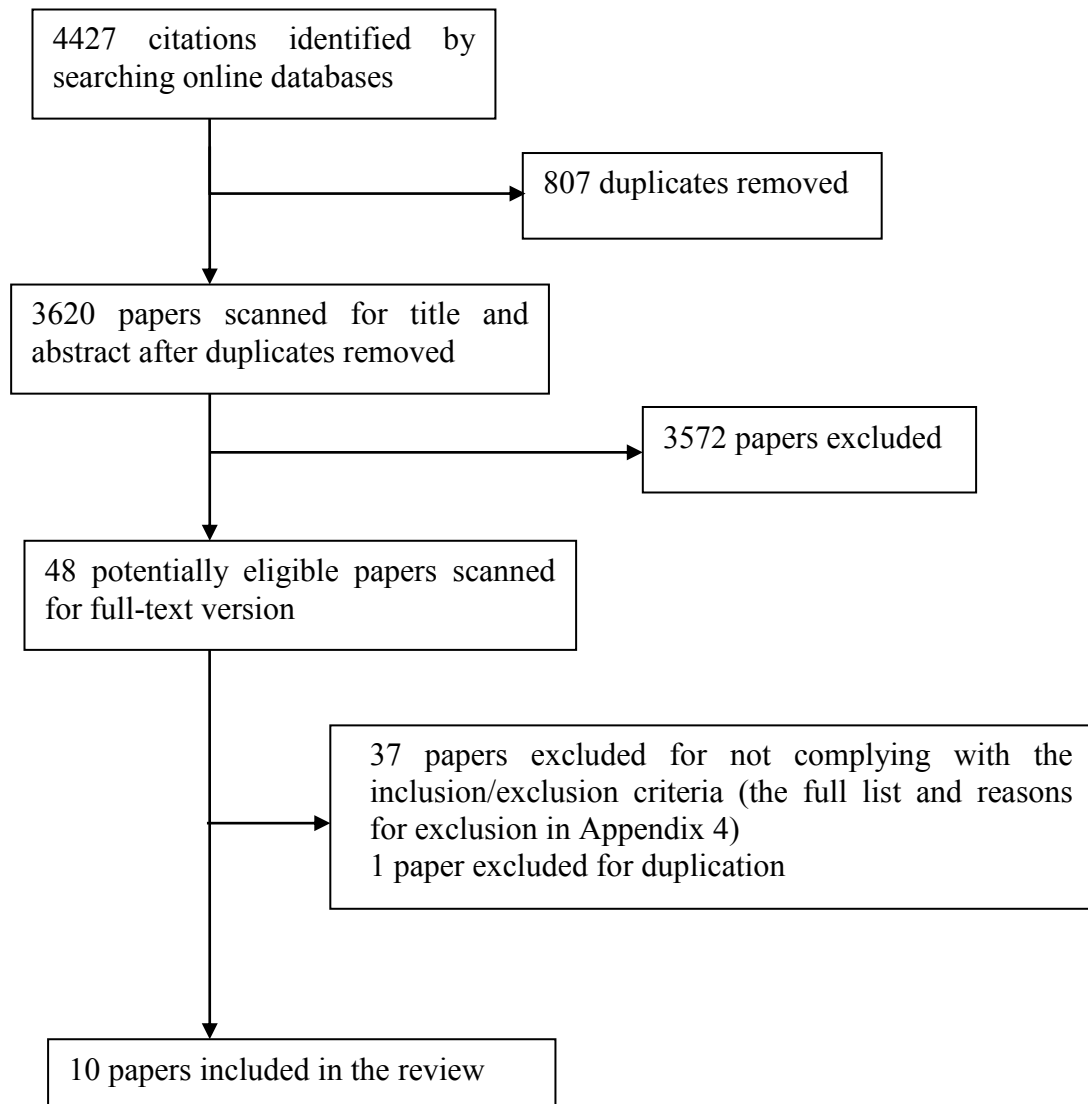 4427 citations identified by
searching online databases
807 duplicates removed
3620 papers scanned for title and
abstract after duplicates removed
3572 papers excluded
48 potentially eligible papers scanned
for full-text version
37 papers excluded for not complying with the
inclusion/exclusion criteria (the full list and reasons
for exclusion in Appendix 4)
1 paper excluded for duplication
10 papers included in the review